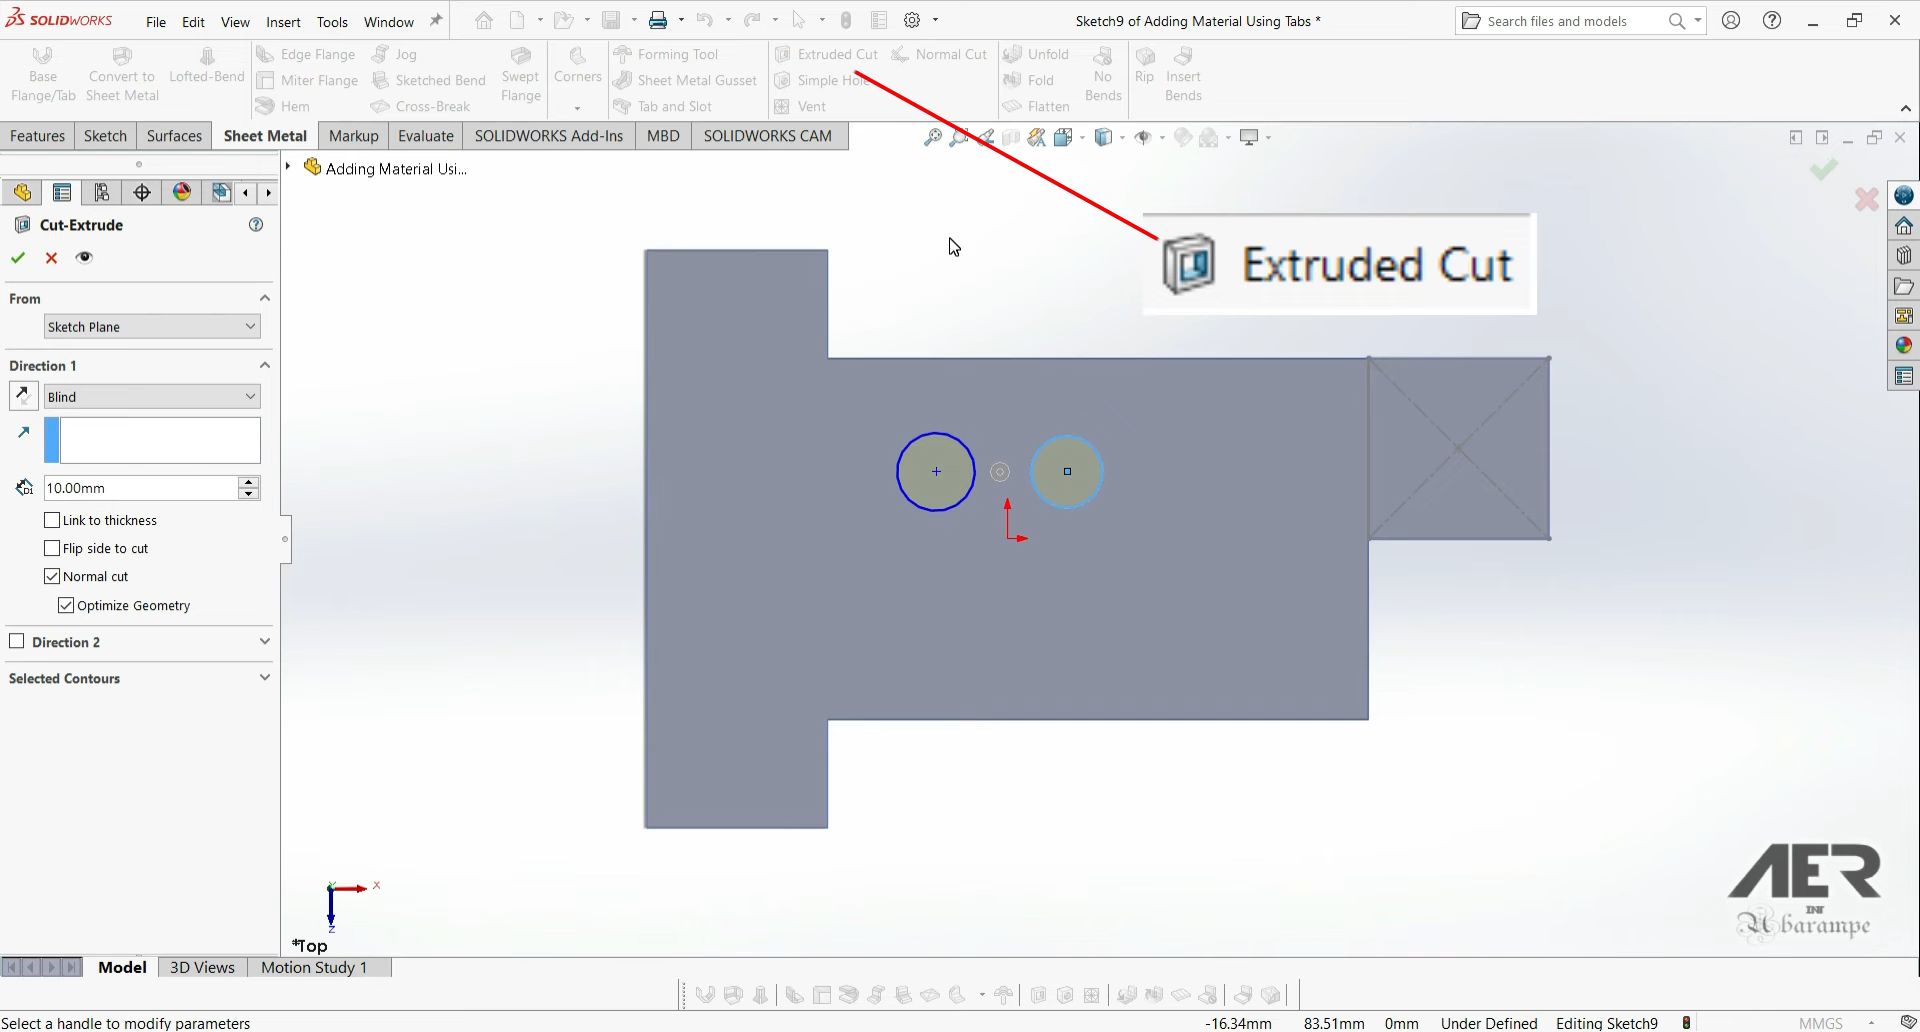 SOLIDWORKS File Edit View Insert Tools Window Sketch9 of Adding Material Using Tabs * Search files and models
Base Flange/Tab
Convert to Sheet Metal
Lofted-Bend
Edge Flange
Miter Flange
Hem
Jog
Sketched Bend
Cross-Break
Swept Flange
Corners
Forming Tool
Sheet Metal Gusset
Tab and Slot
Extruded Cut
Simple Hole
Vent
Normal Cut
Unfold
Fold
Flatten
No Bends
Rip
Insert Bends
Features Sketch Surfaces Sheet Metal Markup Evaluate SOLIDWORKS Add-Ins MBD SOLIDWORKS CAM
Adding Material Usi...
Cut-Extrude
From
Sketch Plane
Direction 1
Blind
D1
10.00mm
Link to thickness
Flip side to cut
Normal cut
Optimize Geometry
Direction 2
Selected Contours
Extruded Cut
X
Y
Z
*Top
AER
INF
Abarampe
Model 3D Views Motion Study 1
Select a handle to modify parameters -16.34mm 83.51mm 0mm Under Defined Editing Sketch9 MMGS